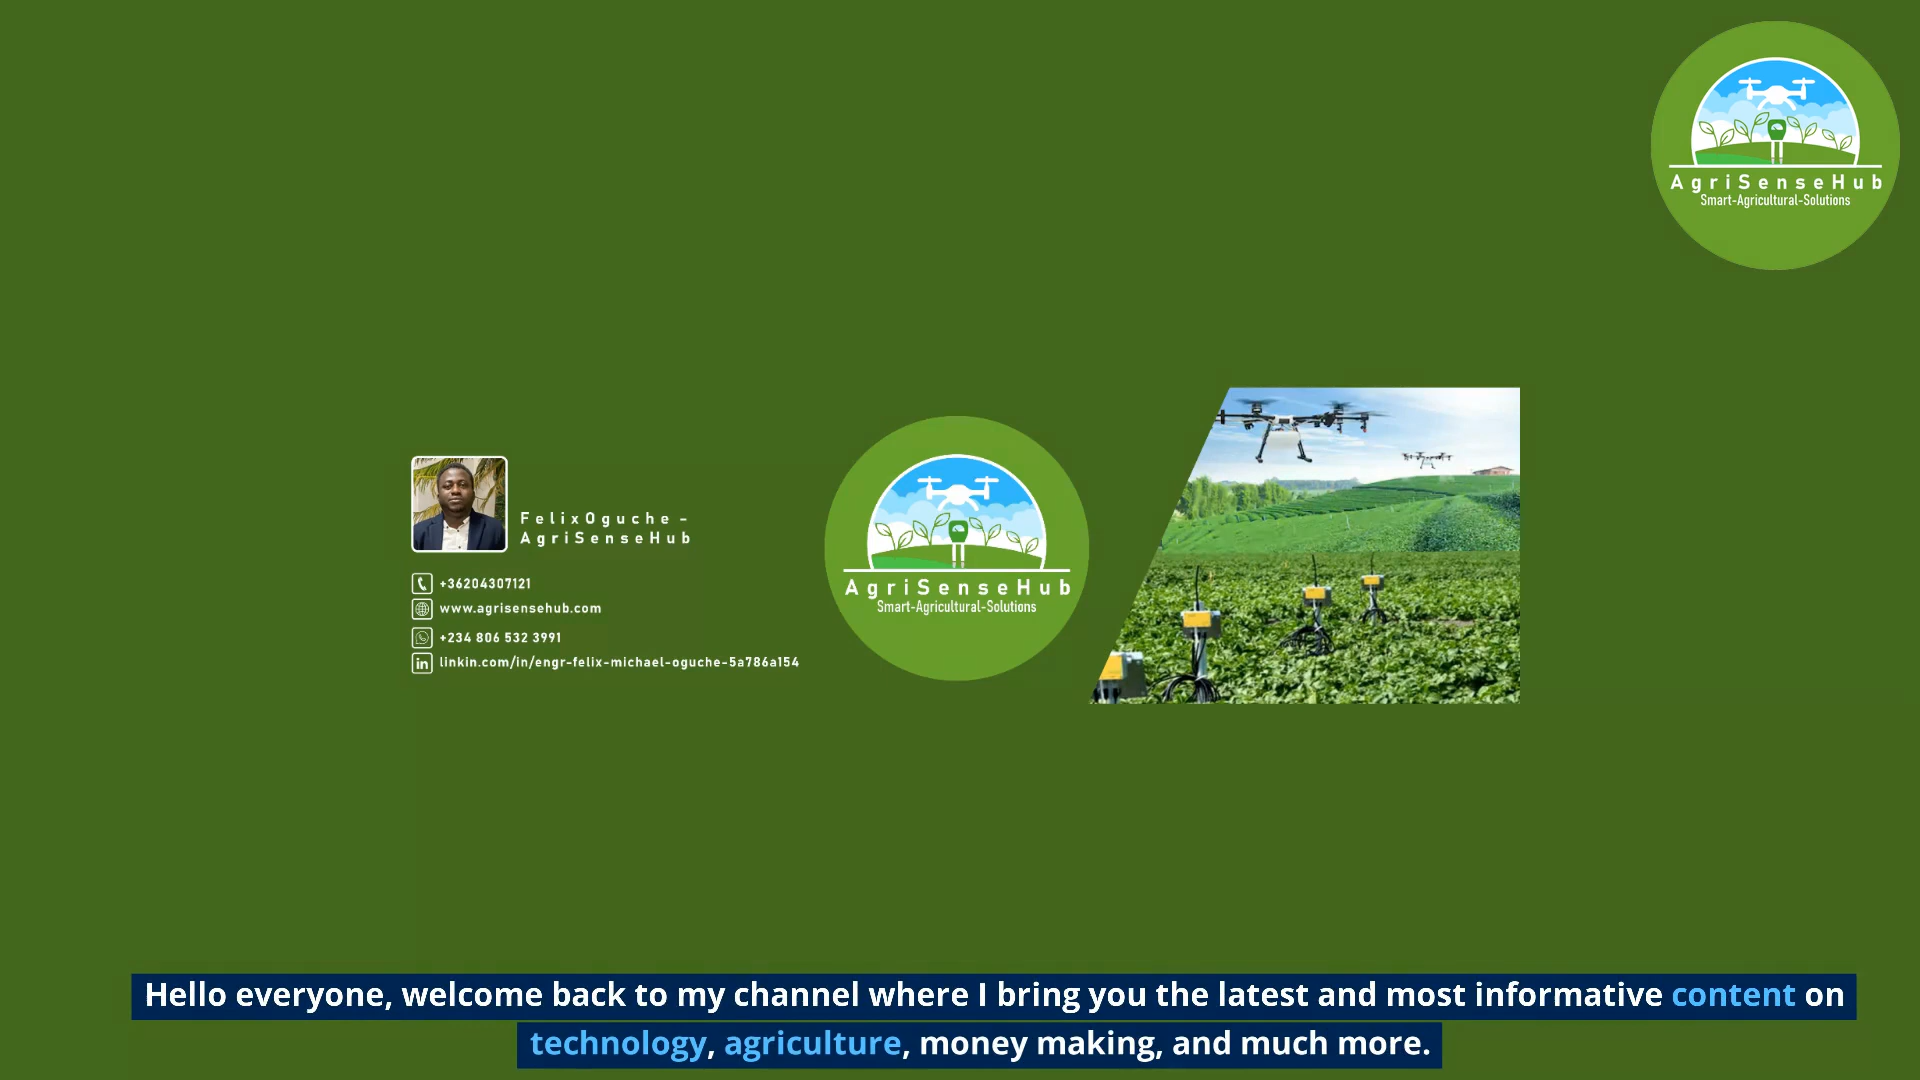 AgriSenseHub
Smart-Agricultural-Solutions
FelixOguche -
AgriSenseHub
+36204307121
www.agrisensehub.com
+234 806 532 3991
linkin.com/in/engr-felix-michael-oguche-5a786a154
AgriSenseHub
Smart-Agricultural-Solutions
Hello everyone, welcome back to my channel where I bring you the latest and most informative content on
technology, agriculture, money making, and much more.